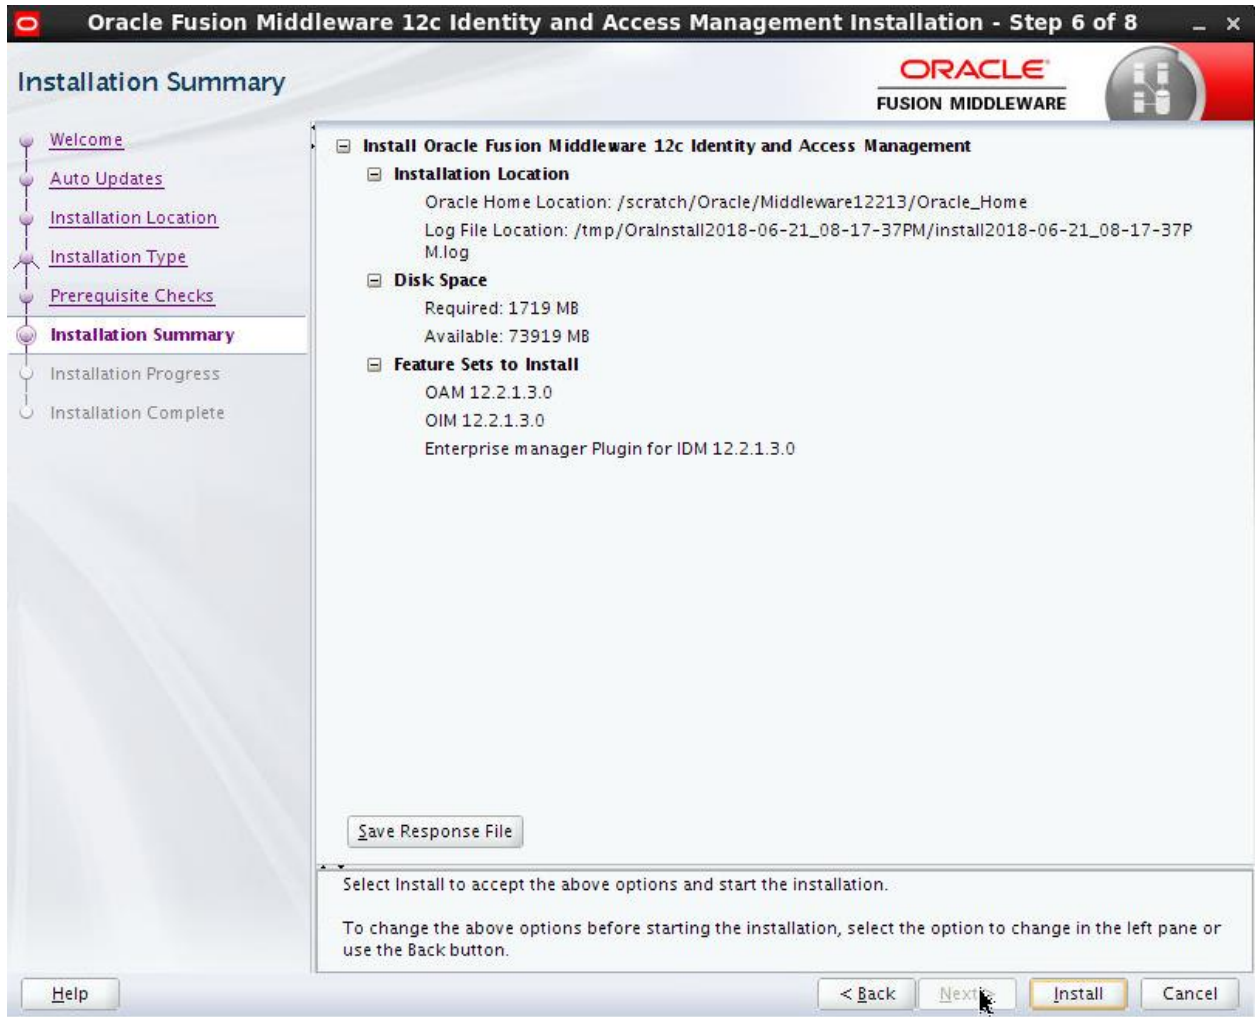 Oracle Fusion Middleware 12c Identity and Access Management Installation - Step 6 of 8
Installation Summary
ORACLE
FUSION MIDDLEWARE
Welcome
Auto Updates
Installation Location
Installation Type
Prerequisite Checks
Installation Summary
Installation Progress
Installation Complete
Install Oracle Fusion Middleware 12c Identity and Access Management
Installation Location
Oracle Home Location: /scratch/Oracle/Middleware12213/Oracle_Home
Log File Location: /tmp/OraInstall2018-06-21_08-17-37PM/install2018-06-21_08-17-37P
M.log
Disk Space
Required: 1719 MB
Available: 73919 MB
Feature Sets to Install
OAM 12.2.1.3.0
OIM 12.2.1.3.0
Enterprise manager Plugin for IDM 12.2.1.3.0
Save Response File
Select Install to accept the above options and start the installation.
To change the above options before starting the installation, select the option to change in the left pane or
use the Back button.
Help
< Back
Next >
Install
Cancel